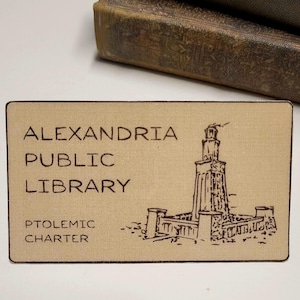 ALEXANDRIA
PUBLIC
LIBRARY
PTOLEMIC
CHARTER